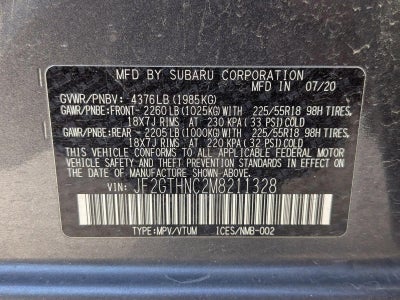 MFD BY SUBARU CORPORATION
IN 07/20
GVWR/PNBV: 4376LB(1985KG)
GAWR/PNBE:FRONT- 2260LB(1025KG)WITH 225/55R18 98H TIRES,
18X7J RIMS AT 230 KPA (33 PSI)COLD
GAWR/PNBE:REAR - 2205LB(1000KG)WITH 225/55R18 98H TIRES,
18X7J RIMS AT 220 KPA (32 PSI)COLD
THIS VEHICLE CONFORMS TO ALL APPLICABLE FEDERAL MOTOR
VEHICLE SAFETY AND THEFT PREVENTION STANDARDS IN EFFECT
ON THE DATE OF MANUFACTURE SHOWN ABOVE.
VIN: JF2GTHNC2M8211328
TYPE:MPV/VTUM ICES/NMB-002